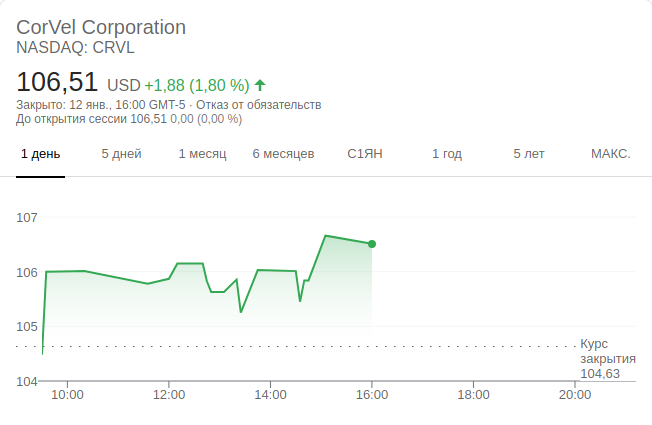 CorVel Corporation
NASDAQ: CRVL
106,51 USD +1,88 (1,80 %)
Закрыто: 12 янв., 16:00 GMT-5 · Отказ от обязательств
До открытия сессии 106,51 0,00 (0,00 %)
1 день 5 дней 1 месяц 6 месяцев С1ЯН 1 год 5 лет МАКС.
107
106
105
Курс
закрытия
104,63
104
10:00 12:00 14:00 16:00 18:00 20:00